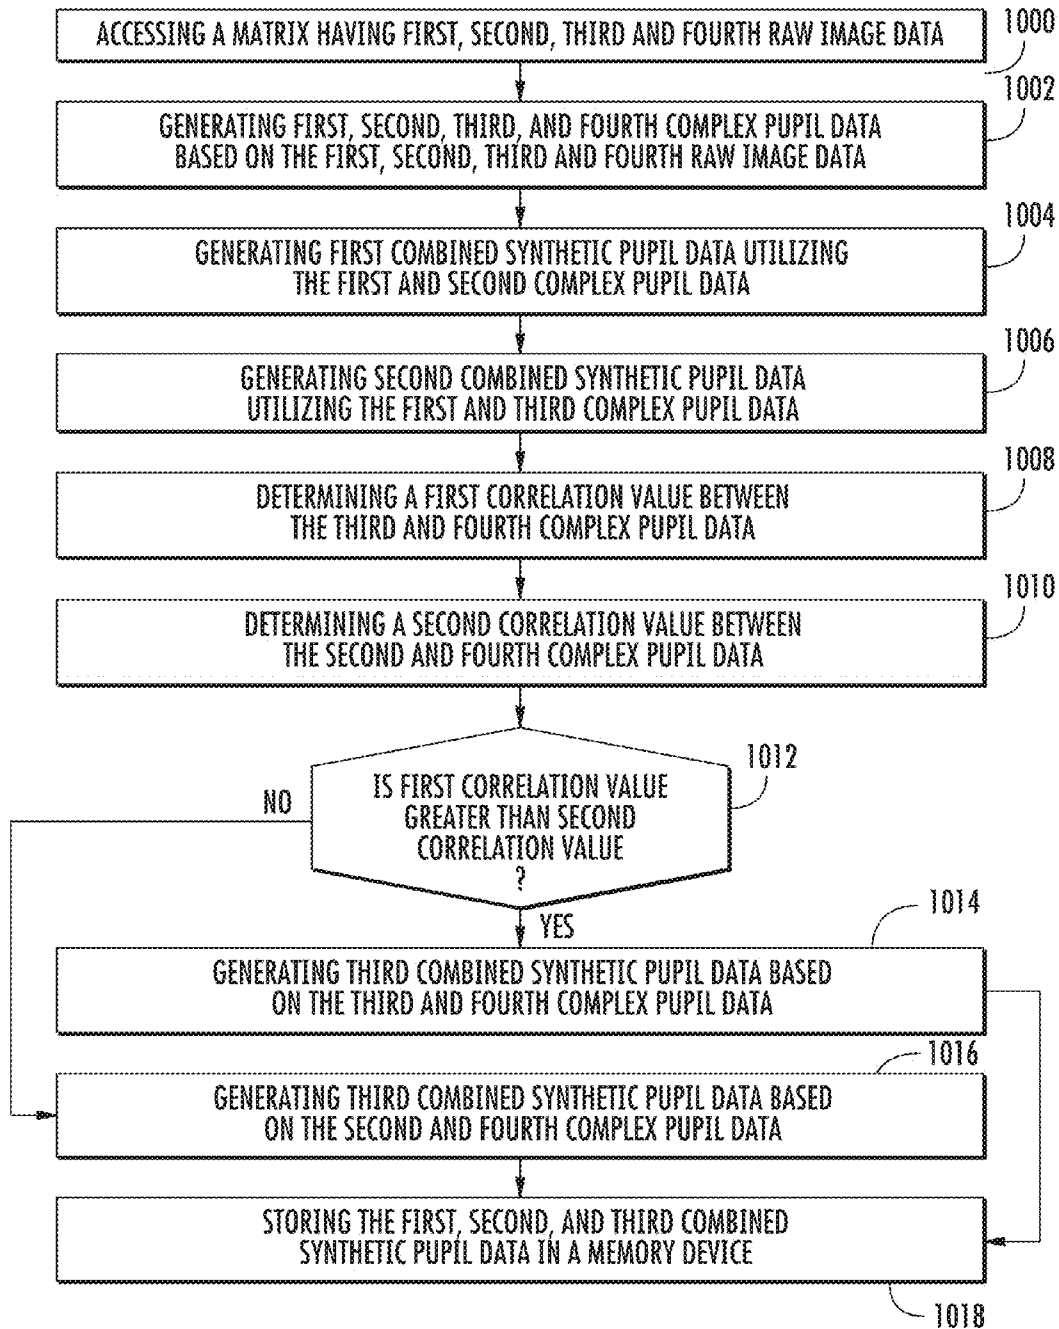 ACCESSING A MATRIX HAVING FIRST, SECOND, THIRD AND FOURTH RAW IMAGE DATA
1000
1002
GENERATING FIRST, SECOND, THIRD, AND FOURTH COMPLEX PUPIL DATA
BASED ON THE FIRST, SECOND, THIRD AND FOURTH RAW IMAGE DATA
1004
GENERATING FIRST COMBINED SYNTHETIC PUPIL DATA UTILIZING
THE FIRST AND SECOND COMPLEX PUPIL DATA
1006
GENERATING SECOND COMBINED SYNTHETIC PUPIL DATA
UTILIZING THE FIRST AND THIRD COMPLEX PUPIL DATA
1008
DETERMINING A FIRST CORRELATION VALUE BETWEEN
THE THIRD AND FOURTH COMPLEX PUPIL DATA
1010
DETERMINING A SECOND CORRELATION VALUE BETWEEN
THE SECOND AND FOURTH COMPLEX PUPIL DATA
1012
IS FIRST CORRELATION VALUE
GREATER THAN SECOND
CORRELATION VALUE
?
NO
YES
1014
GENERATING THIRD COMBINED SYNTHETIC PUPIL DATA BASED
ON THE THIRD AND FOURTH COMPLEX PUPIL DATA
1016
GENERATING THIRD COMBINED SYNTHETIC PUPIL DATA BASED
ON THE SECOND AND FOURTH COMPLEX PUPIL DATA
STORING THE FIRST, SECOND, AND THIRD COMBINED
SYNTHETIC PUPIL DATA IN A MEMORY DEVICE
1018